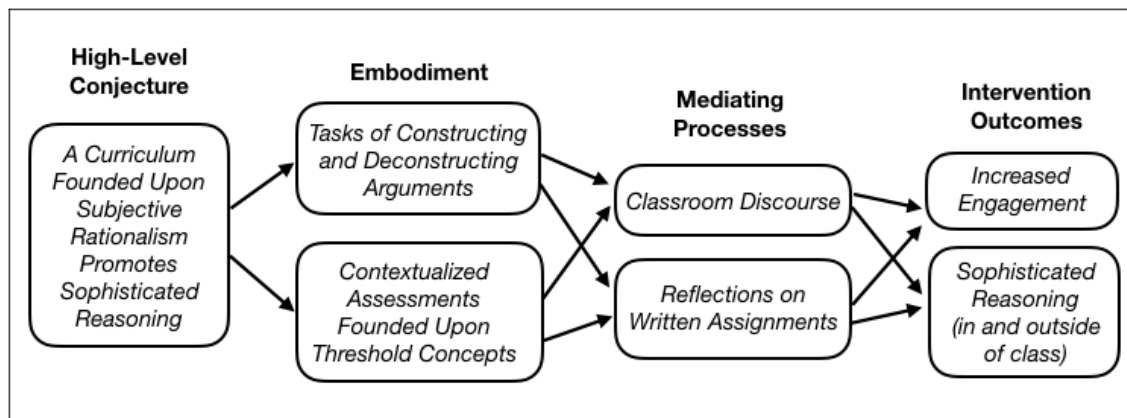 High-Level
Conjecture
A Curriculum
Founded Upon
Subjective
Rationalism
Promotes
Sophisticated
Reasoning
Embodiment
Tasks of Constructing
and Deconstructing
Arguments
Contextualized
Assessments
Founded Upon
Threshold Concepts
Mediating
Processes
Classroom Discourse
Reflections on
Written Assignments
Intervention
Outcomes
Increased
Engagement
Sophisticated
Reasoning
(in and outside
of class)